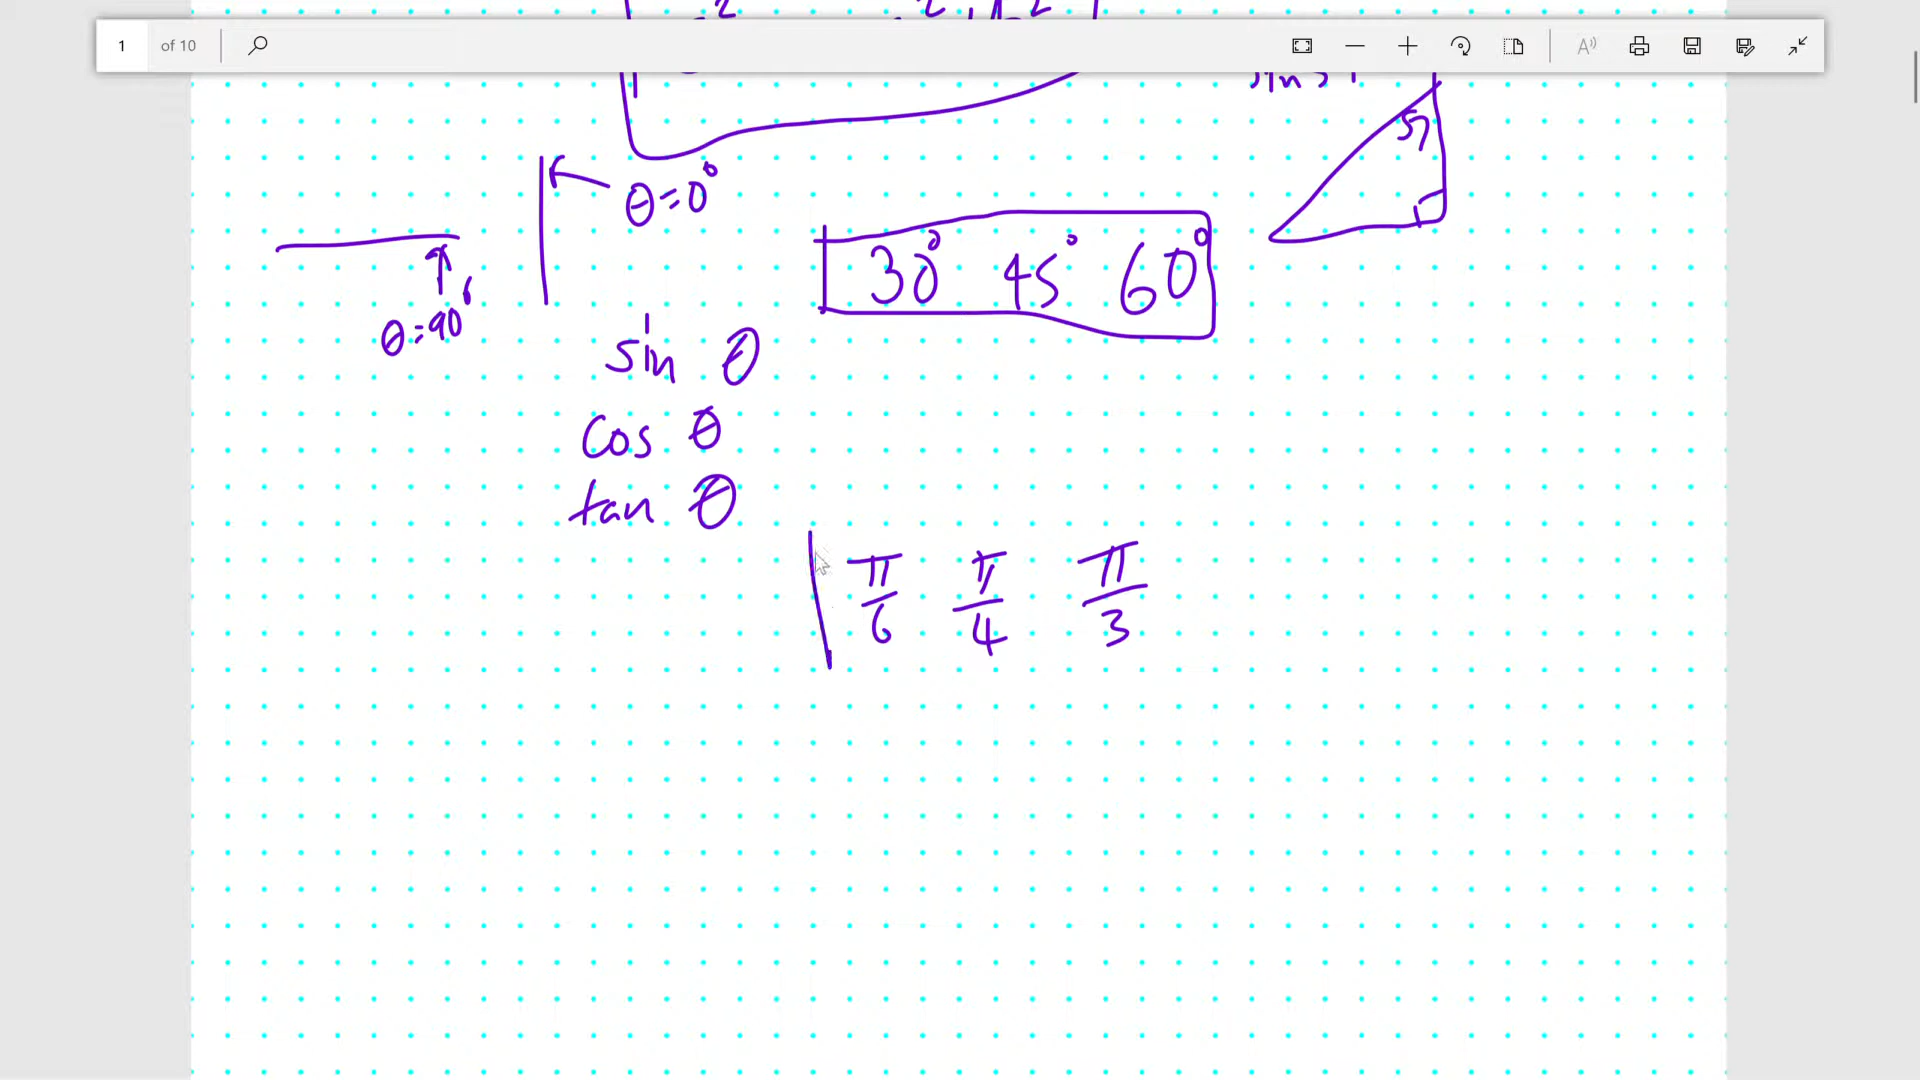 1 of 10
θ=0°
30° 45° 60°
θ=90°
sin θ
cos θ
tan θ
π/6 π/4 π/3